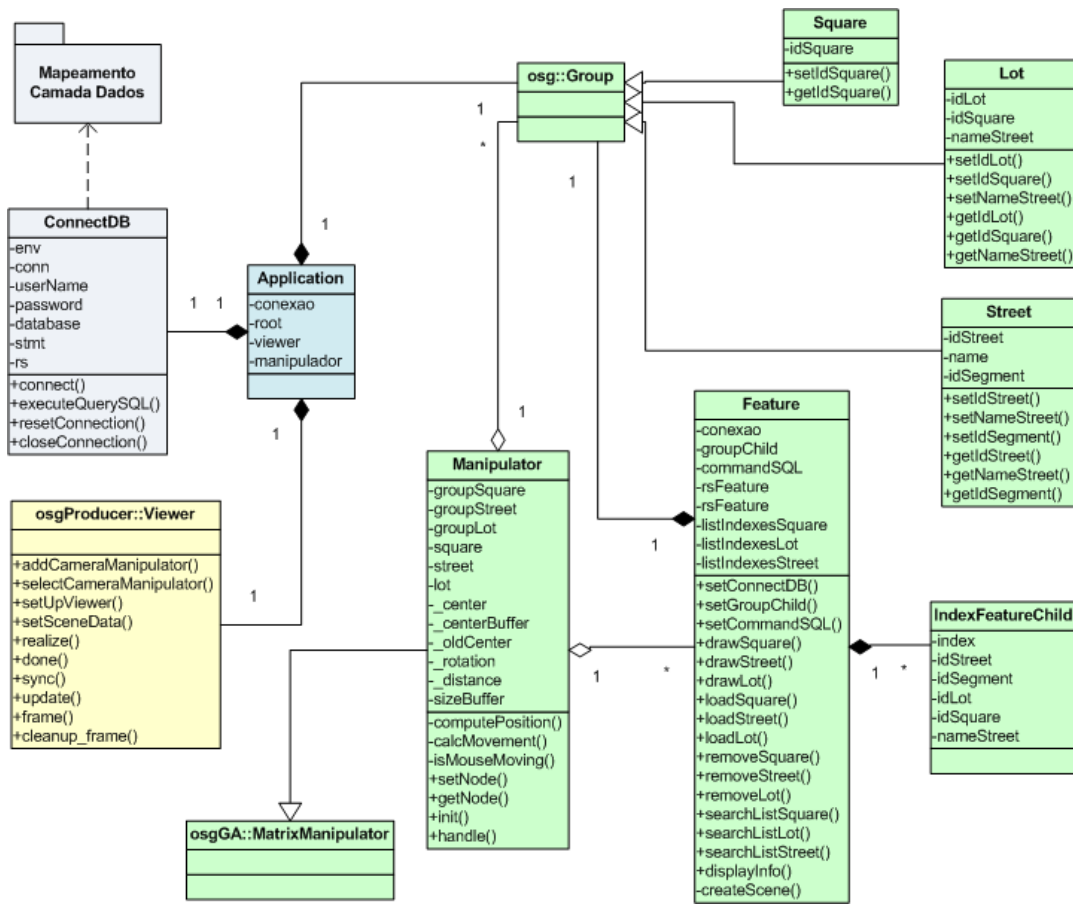 Mapeamento
Camada Dados
ConnectDB
-env
-conn
-userName
-password
-database
-stmt
-rs
+connect()
+executeQuerySQL()
+resetConnection()
+closeConnection()
1
1
Application
-conexao
-root
-viewer
-manipulador
1
1
osgProducer::Viewer
+addCameraManipulator()
+selectCameraManipulator()
+setUpViewer()
+setSceneData()
+realize()
+done()
+sync()
+update()
+frame()
+cleanup_frame()
1
osg::Group
1
*
1
Square
-idSquare
+setIdSquare()
+getIdSquare()
Lot
-idLot
-idSquare
-nameStreet
+setIdLot()
+setIdSquare()
+setNameStreet()
+getIdLot()
+getIdSquare()
+getNameStreet()
Street
-idStreet
-name
-idSegment
+setIdStreet()
+setNameStreet()
+setIdSegment()
+getIdStreet()
+getNameStreet()
+getIdSegment()
1
Manipulator
-groupSquare
-groupStreet
-groupLot
-square
-street
-lot
-_center
-_centerBuffer
-_oldCenter
-_rotation
-_distance
-sizeBuffer
-computePosition()
-calcMovement()
-isMouseMoving()
+setNode()
+getNode()
+init()
+handle()
1
*
osgGA::MatrixManipulator
Feature
-conexao
-groupChild
-commandSQL
-rsFeature
-rsFeature
-listIndexesSquare
-listIndexesLot
-listIndexesStreet
+setConnectDB()
+setGroupChild()
+setCommandSQL()
+drawSquare()
+drawStreet()
+drawLot()
+loadSquare()
+loadStreet()
+loadLot()
+removeSquare()
+removeStreet()
+removeLot()
+searchListSquare()
+searchListLot()
+searchListStreet()
+displayInfo()
-createScene()
1
1
*
IndexFeatureChild
-index
-idStreet
-idSegment
-idLot
-idSquare
-nameStreet